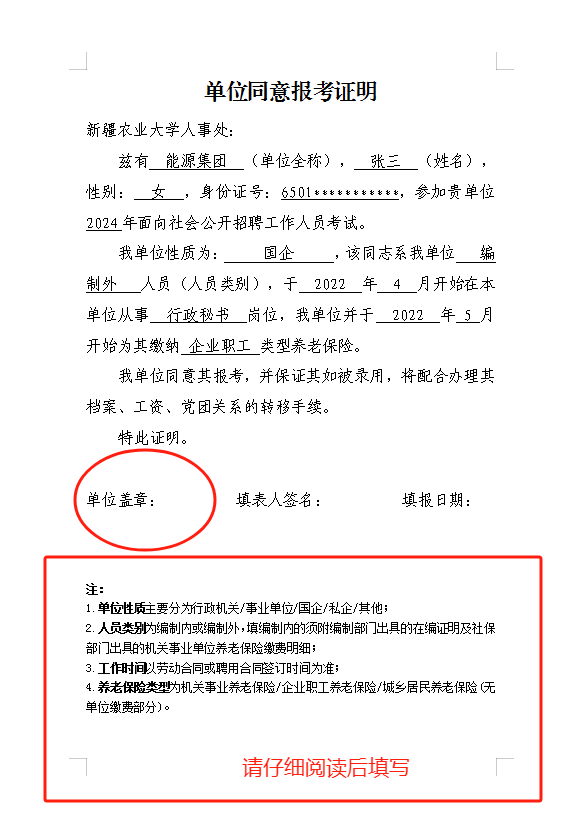 单位同意报考证明
新疆农业大学人事处：
兹有 能源集团 （单位全称）， 张三 （姓名），
性别： 女 ，身份证号：6501***********，参加贵单位
2024年面向社会公开招聘工作人员考试。
我单位性质为： 国企 ，该同志系我单位 编
制外 人员（人员类别），于 2022 年 4 月开始在本
单位从事 行政秘书 岗位，我单位并于 2022 年 5 月
开始为其缴纳 企业职工 类型养老保险。
我单位同意其报考，并保证其如被录用，将配合办理其
档案、工资、党团关系的转移手续。
特此证明。
单位盖章： 填表人签名： 填报日期：
注：
1.单位性质主要分为行政机关/事业单位/国企/私企/其他；
2.人员类别为编制内或编制外，填编制内的须附编制部门出具的在编证明及社保
部门出具的机关事业单位养老保险缴费明细；
3.工作时间以劳动合同或聘用合同签订时间为准；
4.养老保险类型为机关事业养老保险/企业职工养老保险/城乡居民养老保险(无
单位缴费部分)。
请仔细阅读后填写